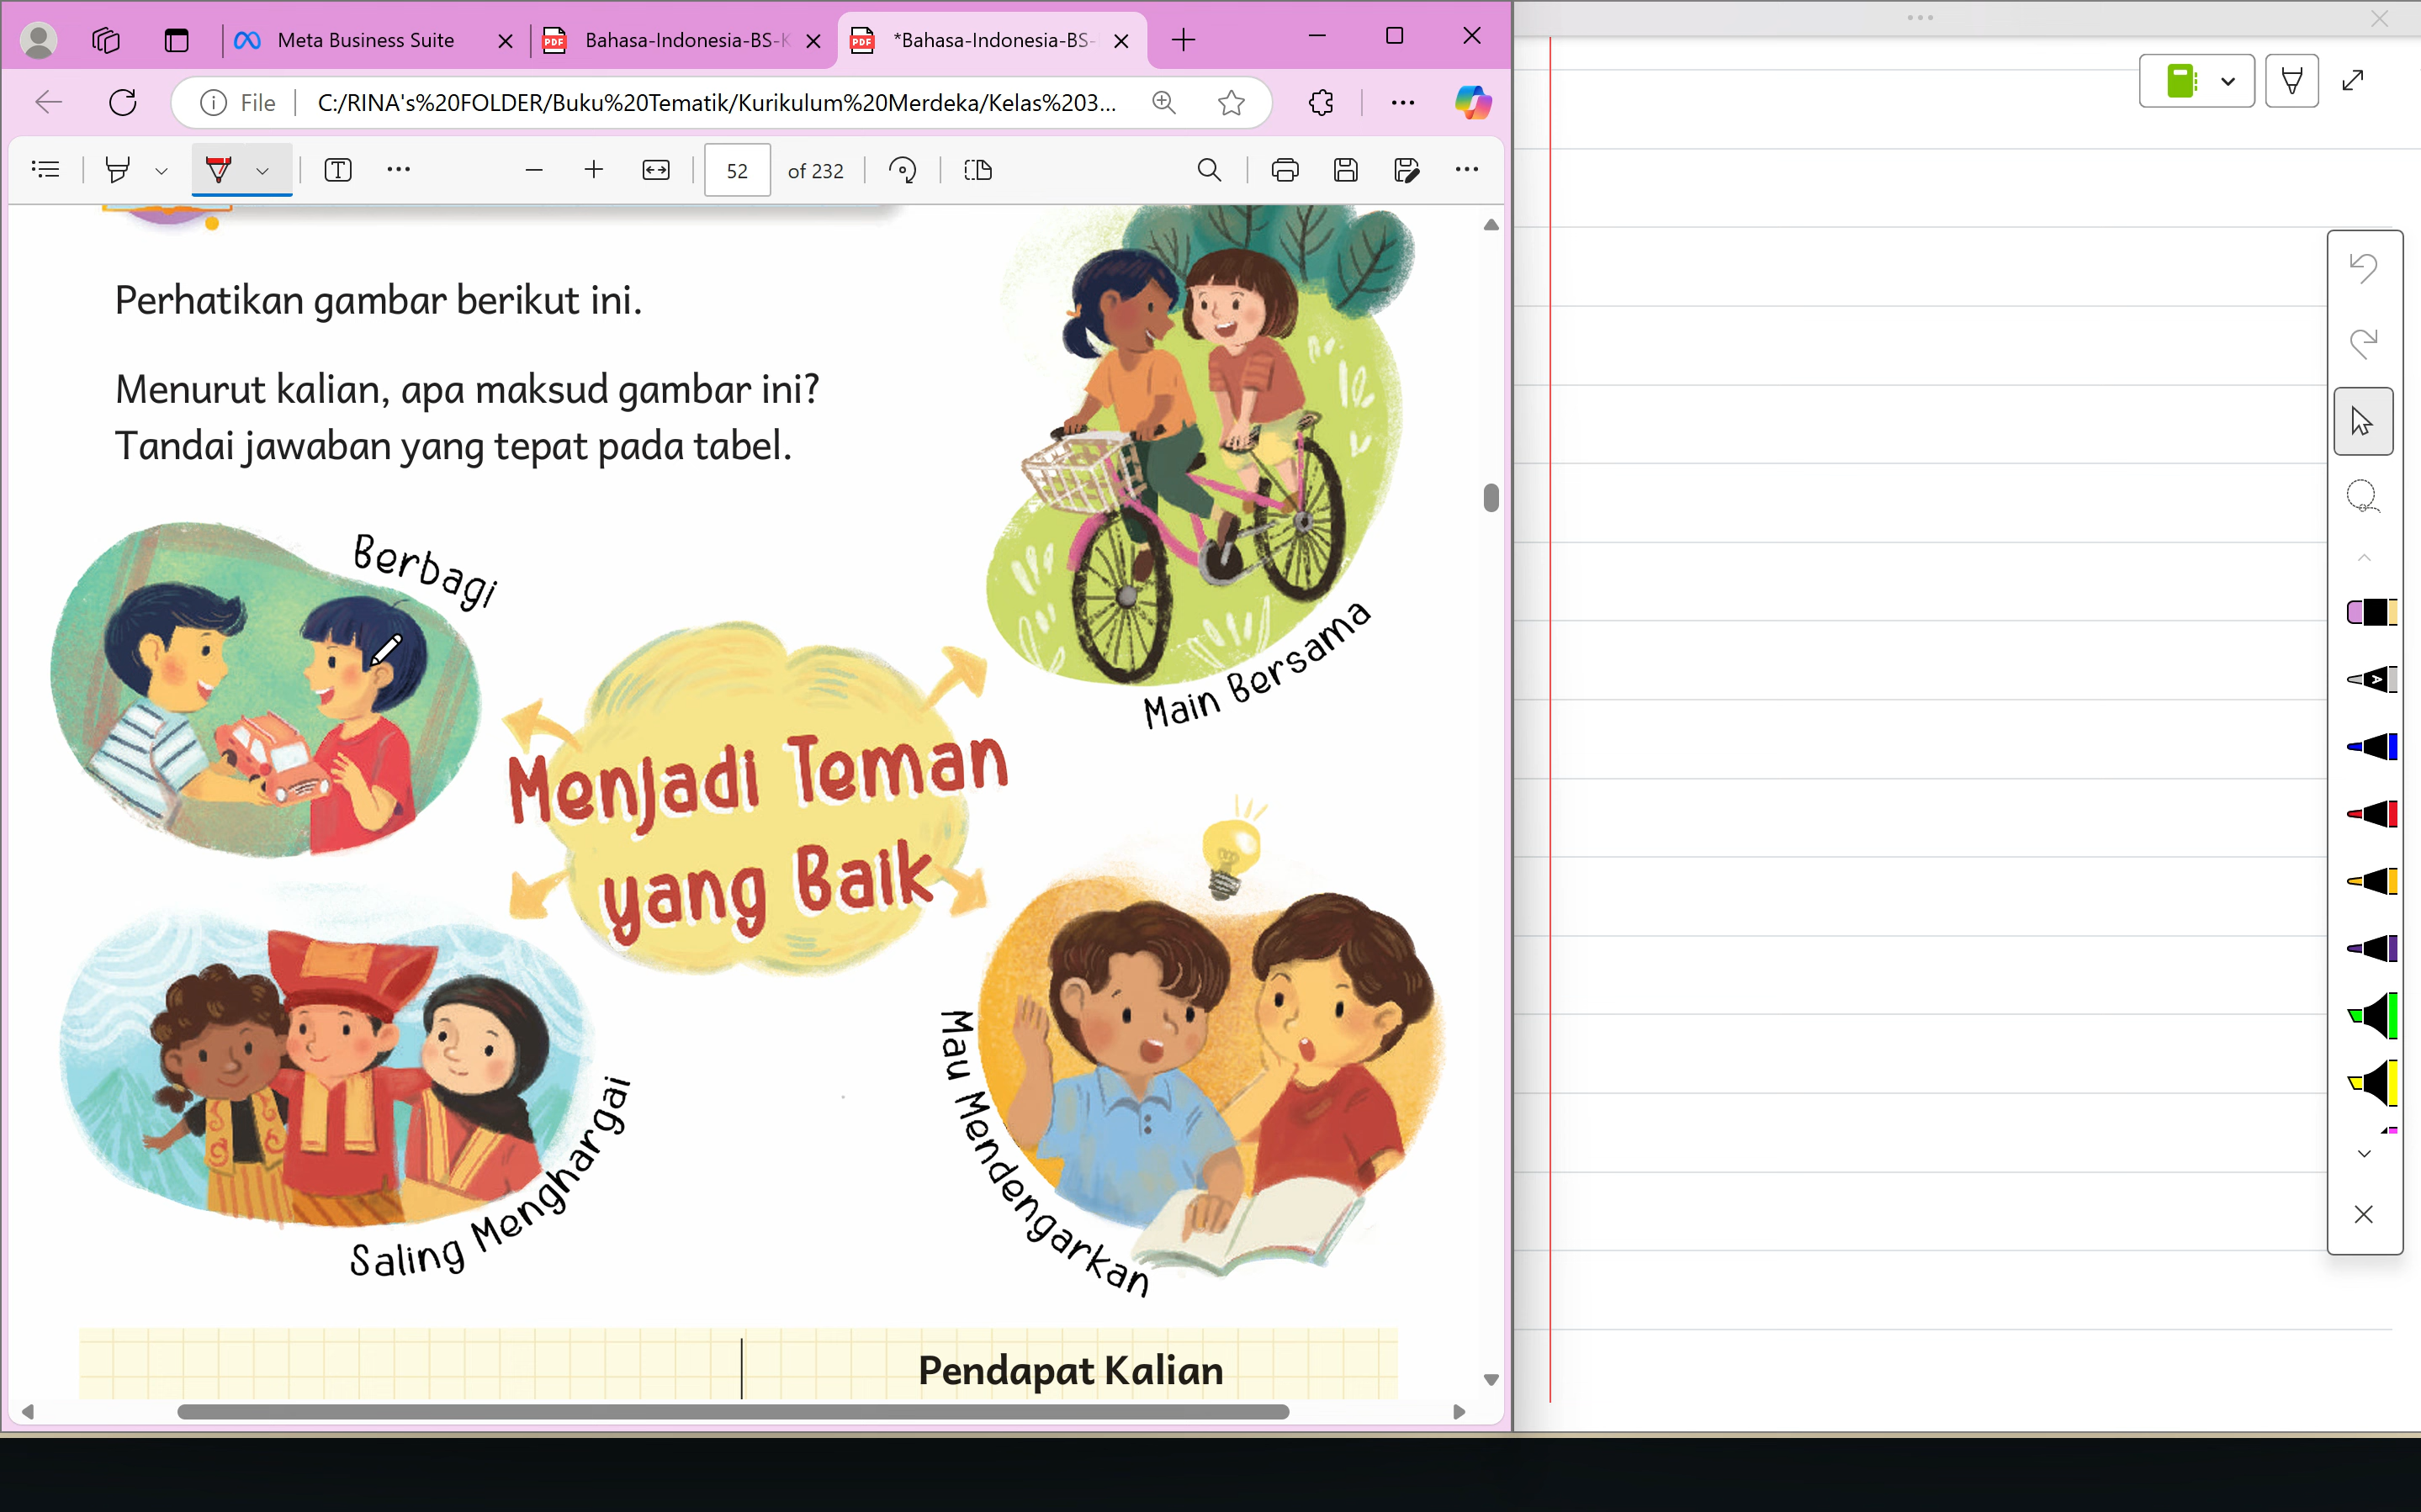 Meta Business Suite
Bahasa-Indonesia-BS-K
*Bahasa-Indonesia-BS-
File
C:/RINA's%20FOLDER/Buku%20Tematik/Kurikulum%20Merdeka/Kelas%203...
52 of 232
Perhatikan gambar berikut ini.
Menurut kalian, apa maksud gambar ini?
Tandai jawaban yang tepat pada tabel.
Berbagi
Main Bersama
Menjadi Teman
yang Baik
Saling Menghargai
Mau Mendengarkan
Pendapat Kalian